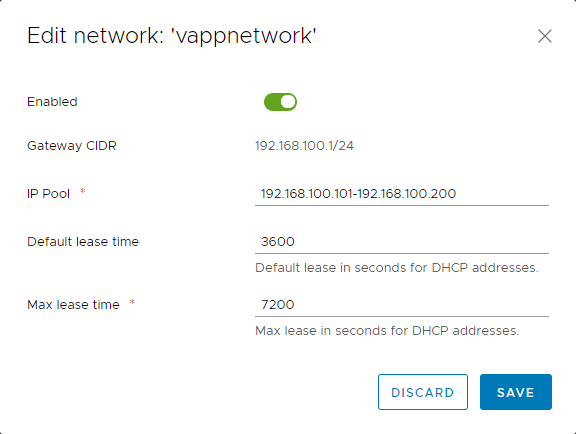 Edit network: 'vappnetwork'
Enabled
Gateway CIDR 192.168.100.1/24
IP Pool * 192.168.100.101-192.168.100.200
Default lease time 3600
Default lease in seconds for DHCP addresses.
Max lease time * 7200
Max lease in seconds for DHCP addresses.
DISCARD SAVE